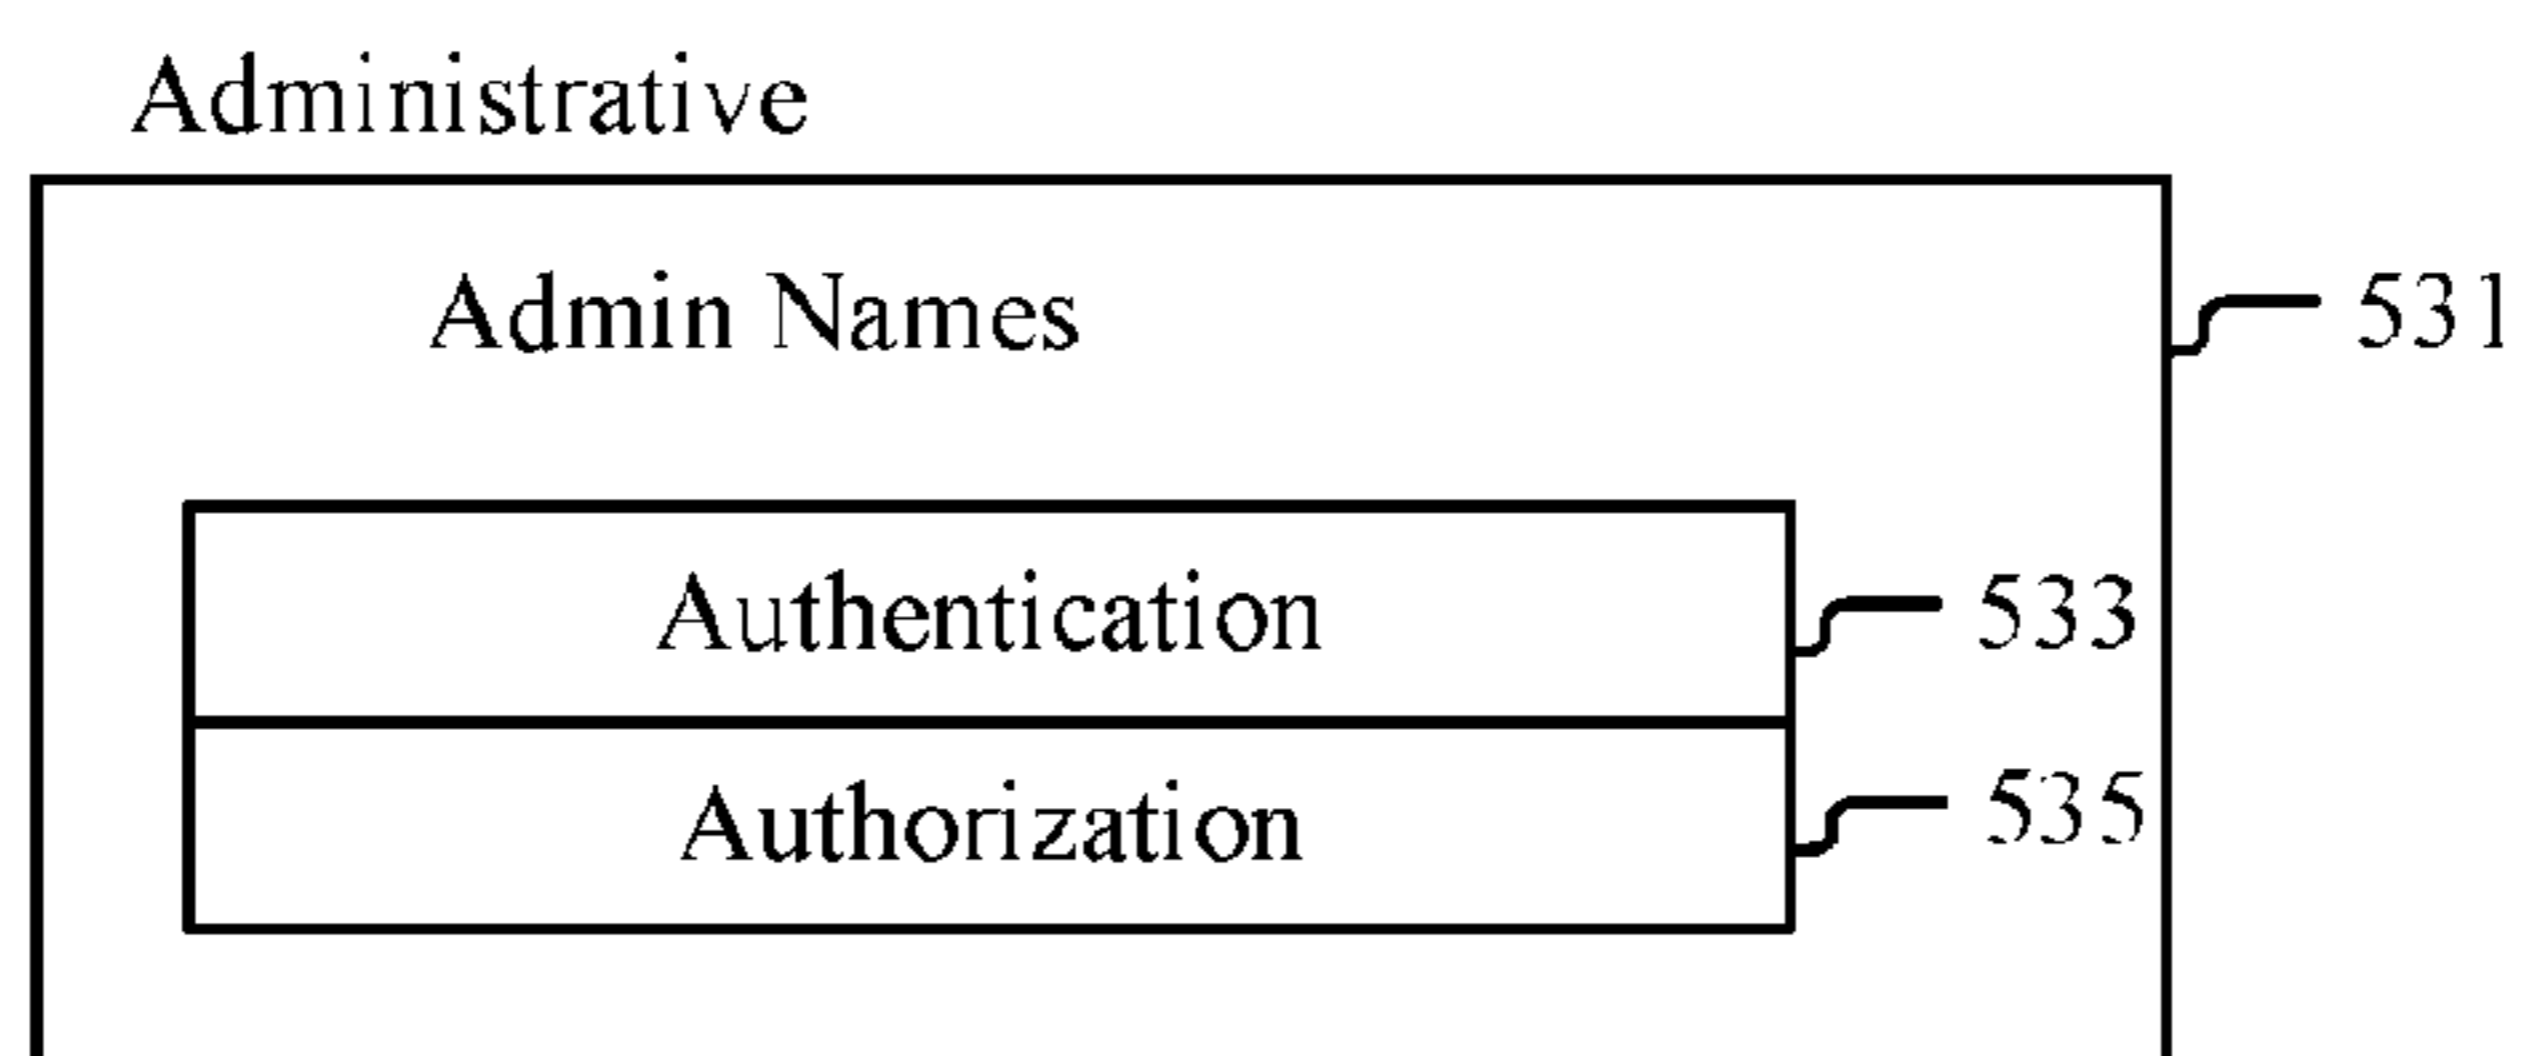 Administrative
Admin Names
531
Authentication
533
Authorization
535